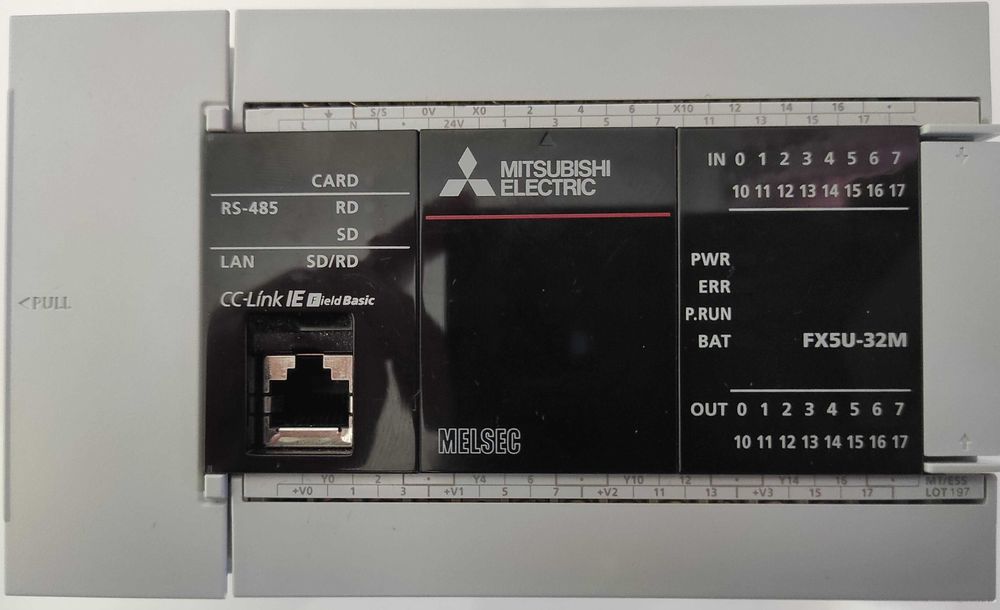 ⏚ S/S 0V X0 2 4 6 X10 12 14 16 •
L N • 24V 1 3 5 7 11 13 15 17
CARD
RS-485 RD
SD
LAN SD/RD
CC-Link IE Field Basic
MITSUBISHI
ELECTRIC
MELSEC
IN 0 1 2 3 4 5 6 7
10 11 12 13 14 15 16 17
PWR
ERR
P.RUN
BAT FX5U-32M
OUT 0 1 2 3 4 5 6 7
10 11 12 13 14 15 16 17
<PULL
Y0 2 • Y4 6 • Y10 12 • Y14 16 • MT/ESS
+V0 1 3 +V1 5 7 +V2 11 13 +V3 15 17 LOT 197